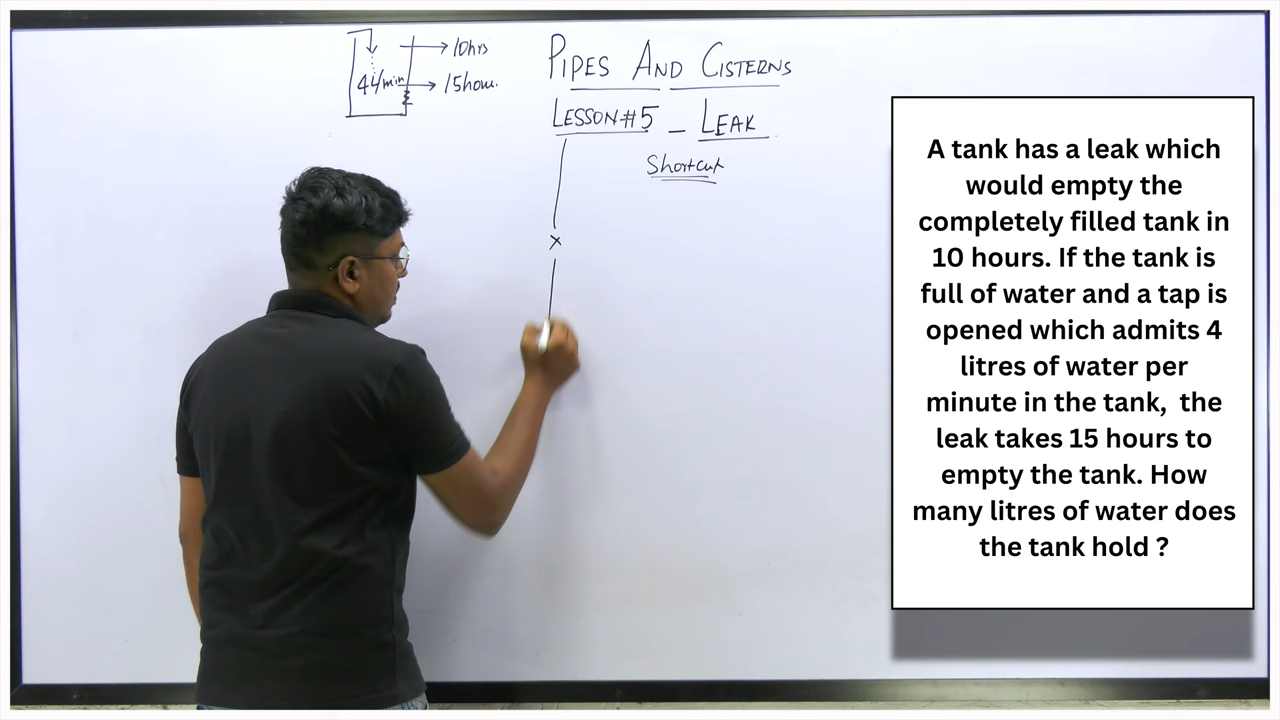 10hrs
4 l/min
15hour.
PIPES AND CISTERNS
LESSON#5 - LEAK
Shortcut
x
A tank has a leak which
would empty the
completely filled tank in
10 hours. If the tank is
full of water and a tap is
opened which admits 4
litres of water per
minute in the tank, the
leak takes 15 hours to
empty the tank. How
many litres of water does
the tank hold ?